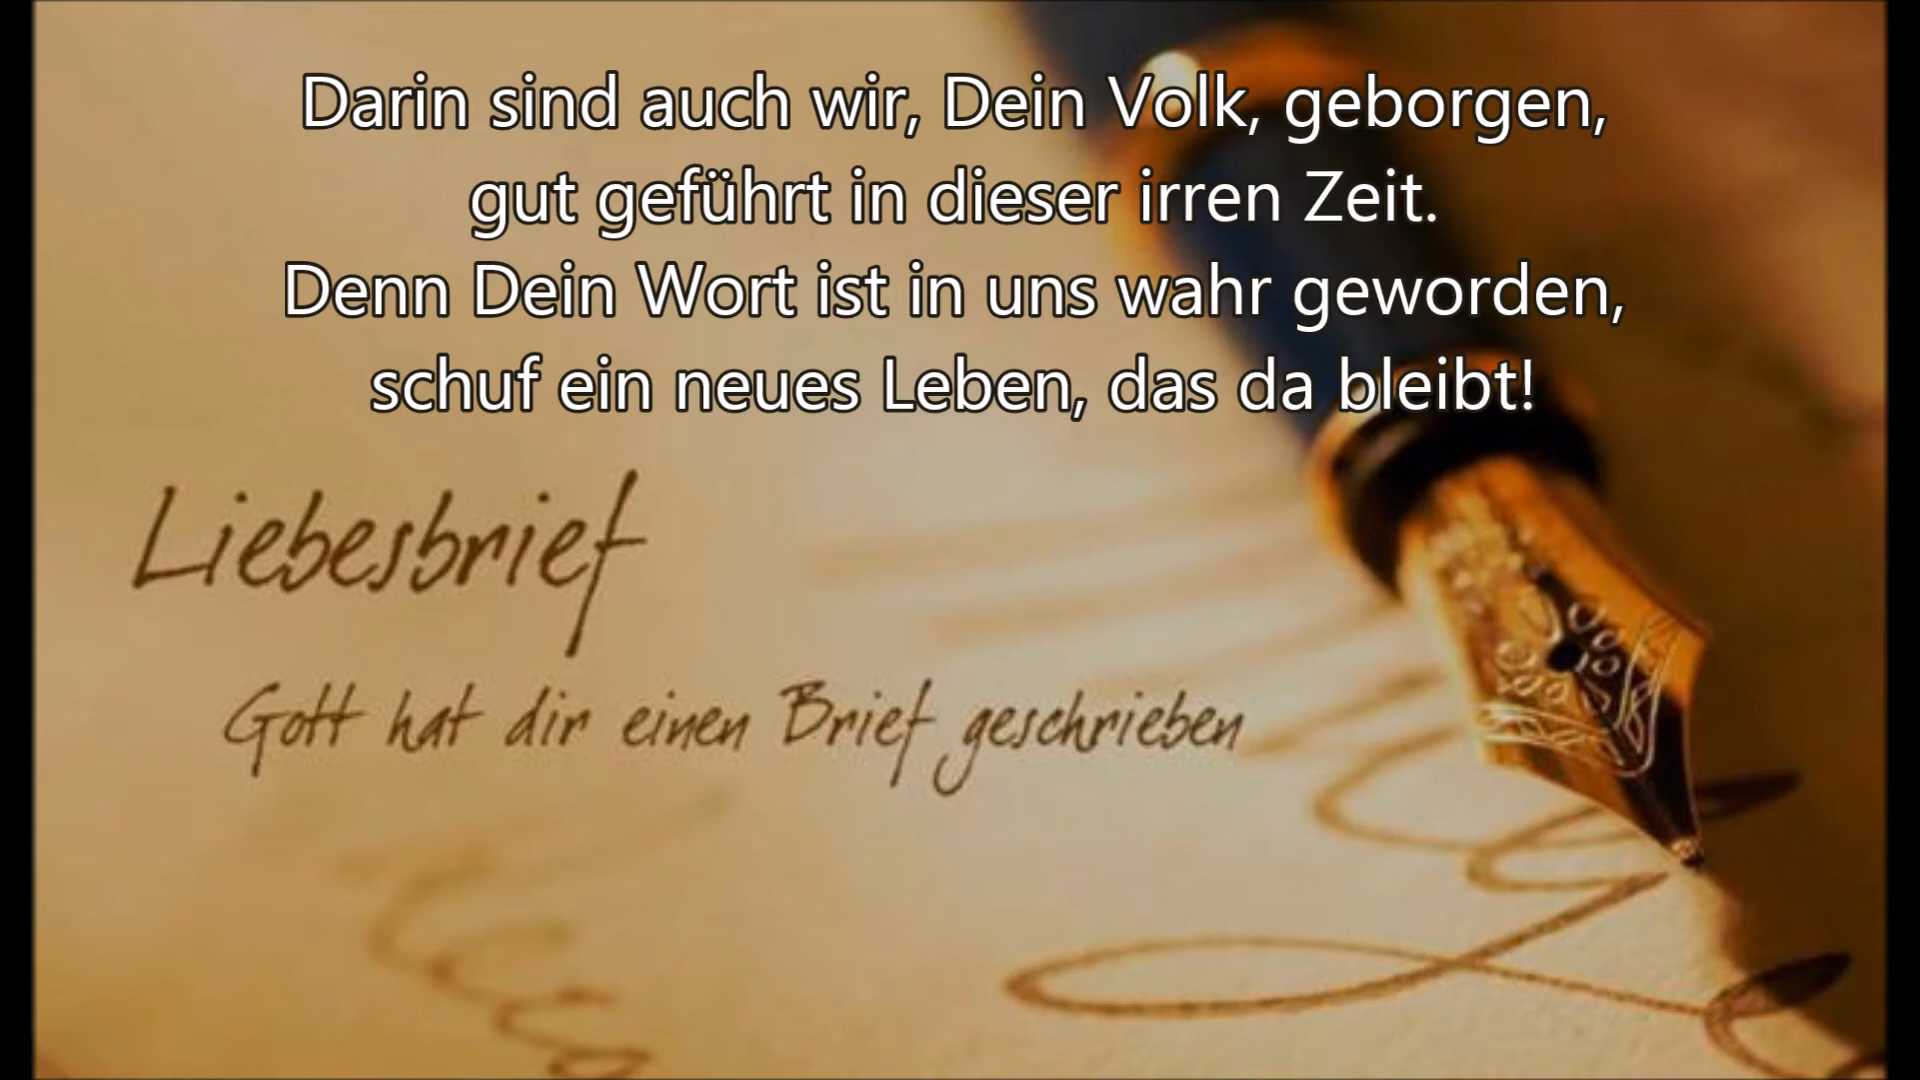 Darin sind auch wir, Dein Volk, geborgen,
gut geführt in dieser irren Zeit.
Denn Dein Wort ist in uns wahr geworden,
schuf ein neues Leben, das da bleibt!
Liebesbrief
Gott hat dir einen Brief geschrieben